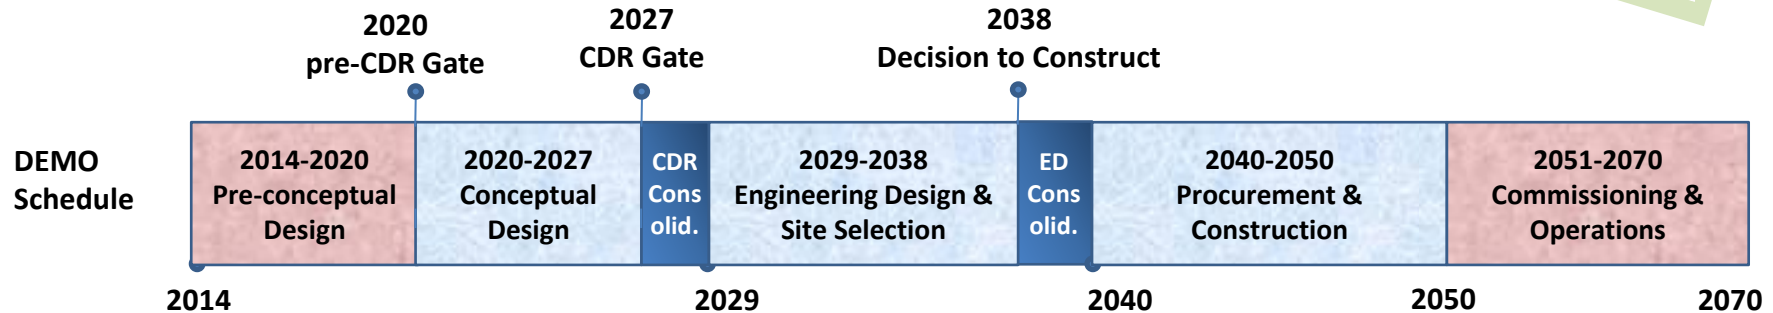 2020
pre-CDR Gate
2027
CDR Gate
2038
Decision to Construct
DEMO
Schedule
2014-2020
Pre-conceptual
Design
2020-2027
Conceptual
Design
CDR
Cons
olid.
2029-2038
Engineering Design &
Site Selection
ED
Cons
olid.
2040-2050
Procurement &
Construction
2051-2070
Commissioning &
Operations
2014
2029
2040
2050
2070